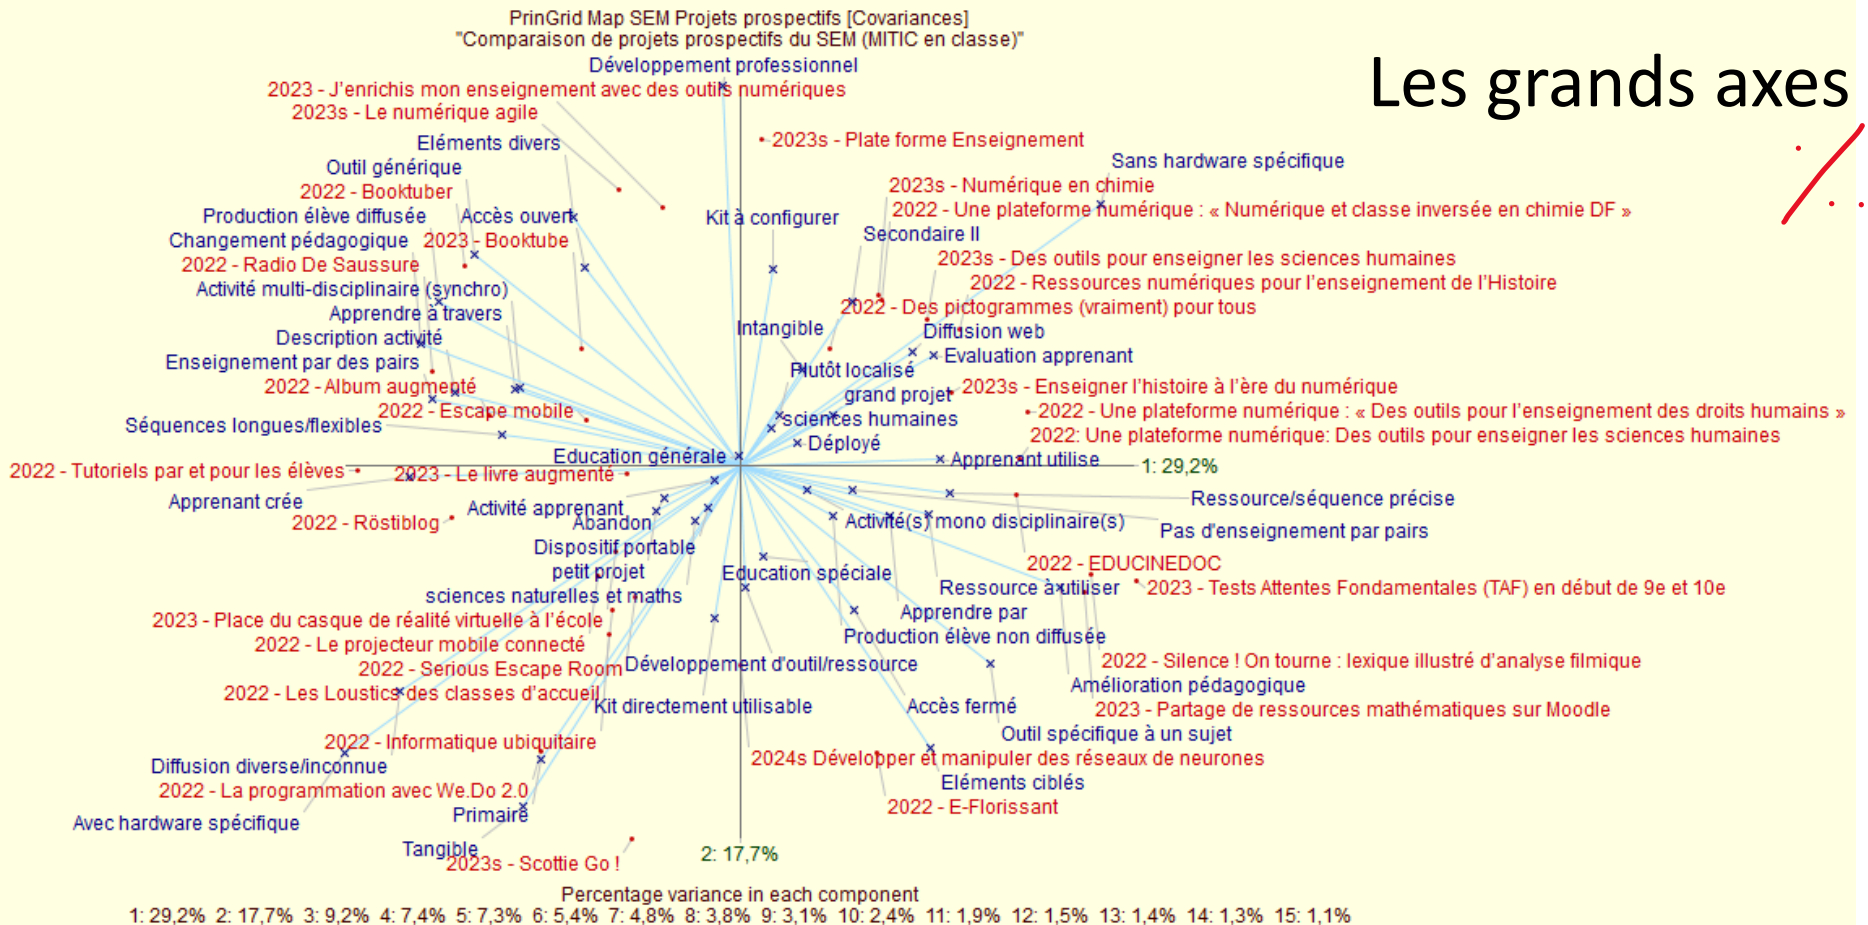 PrinGrid Map SEM Projets prospectifs [Covariances]
"Comparaison de projets prospectifs du SEM (MITIC en classe)"
Les grands axes
Développement professionnel
2023 - J'enrichis mon enseignement avec des outils numériques
2023s - Le numérique agile
2023s - Plate forme Enseignement
Eléments divers
Sans hardware spécifique
Outil générique
2023s - Numérique en chimie
2022 - Booktuber
2022 - Une plateforme numérique : « Numérique et classe inversée en chimie DF »
Production élève diffusée
Accès ouvert
Kit à configurer
Secondaire II
Changement pédagogique
2023 - Booktube
2023s - Des outils pour enseigner les sciences humaines
2022 - Radio De Saussure
2022 - Ressources numériques pour l'enseignement de l'Histoire
Activité multi-disciplinaire (synchro)
2022 - Des pictogrammes (vraiment) pour tous
Apprendre à travers
Intangible
Diffusion web
Description activité
Evaluation apprenant
Enseignement par des pairs
Plutôt localisé
2022 - Album augmenté
grand projet
2023s - Enseigner l'histoire à l'ère du numérique
2022 - Escape mobile
sciences humaines
2022 - Une plateforme numérique : « Des outils pour l'enseignement des droits humains »
Séquences longues/flexibles
Déployé
2022: Une plateforme numérique: Des outils pour enseigner les sciences humaines
Education générale
Apprenant utilise
1: 29,2%
2022 - Tutoriels par et pour les élèves
2023 - Le livre augmenté
Apprenant crée
Activité apprenant
Ressource/séquence précise
2022 - Röstiblog
Abandon
Activité(s) mono disciplinaire(s)
Pas d'enseignement par pairs
Dispositif portable
2022 - EDUCINEDOC
petit projet
Education spéciale
Ressource à utiliser
2023 - Tests Attentes Fondamentales (TAF) en début de 9e et 10e
sciences naturelles et maths
Apprendre par
2023 - Place du casque de réalité virtuelle à l'école
Production élève non diffusée
2022 - Le projecteur mobile connecté
2022 - Serious Escape Room
Développement d'outil/ressource
2022 - Silence ! On tourne : lexique illustré d'analyse filmique
2022 - Les Loustics des classes d'accueil
Amélioration pédagogique
Kit directement utilisable
Accès fermé
2023 - Partage de ressources mathématiques sur Moodle
Outil spécifique à un sujet
2022 - Informatique ubiquitaire
2024s Développer et manipuler des réseaux de neurones
Diffusion diverse/inconnue
Eléments ciblés
2022 - La programmation avec We.Do 2.0
2022 - E-Florissant
Primaire
Avec hardware spécifique
Tangible
2: 17,7%
2023s - Scottie Go !
Percentage variance in each component
1: 29,2% 2: 17,7% 3: 9,2% 4: 7,4% 5: 7,3% 6: 5,4% 7: 4,8% 8: 3,8% 9: 3,1% 10: 2,4% 11: 1,9% 12: 1,5% 13: 1,4% 14: 1,3% 15: 1,1%